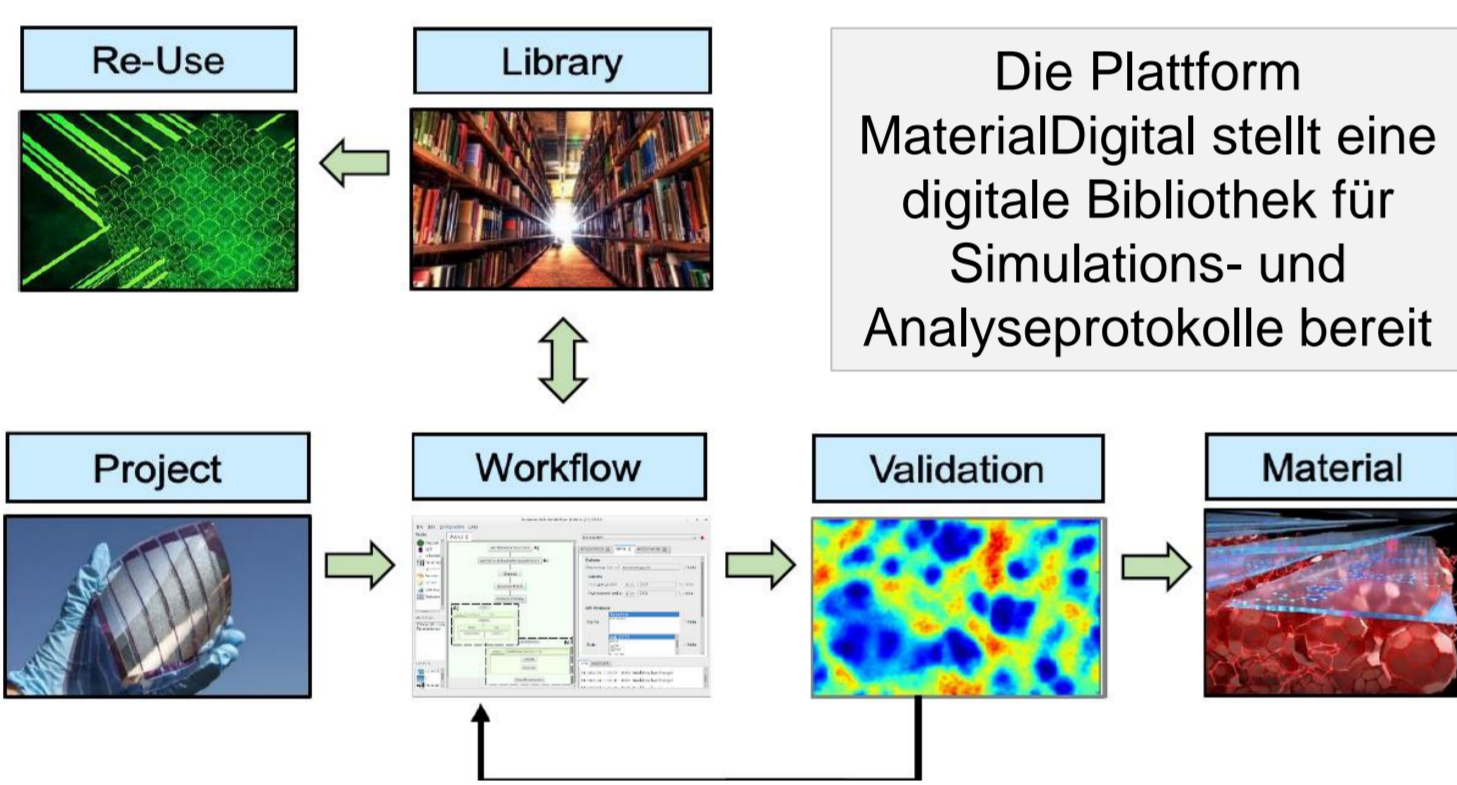 Re-Use
Library
Die Plattform
MaterialDigital stellt eine
digitale Bibliothek für
Simulations- und
Analyseprotokolle bereit
Project
Workflow
Validation
Material